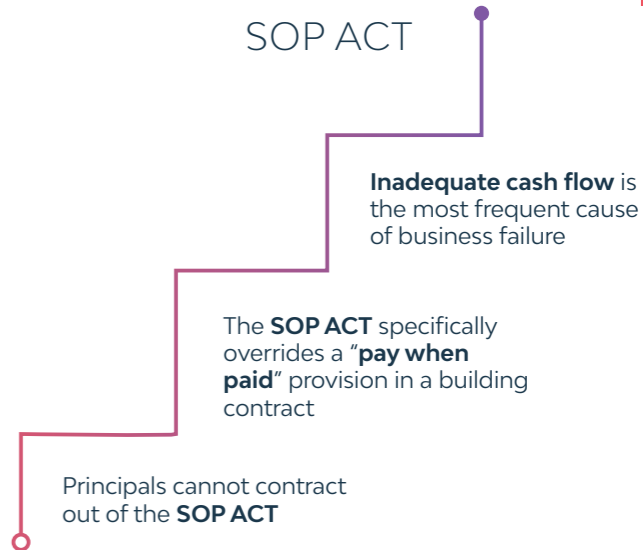 SOP ACT
Inadequate cash flow is
the most frequent cause
of business failure
The SOP ACT specifically
overrides a “pay when
paid” provision in a building
contract
Principals cannot contract
out of the SOP ACT